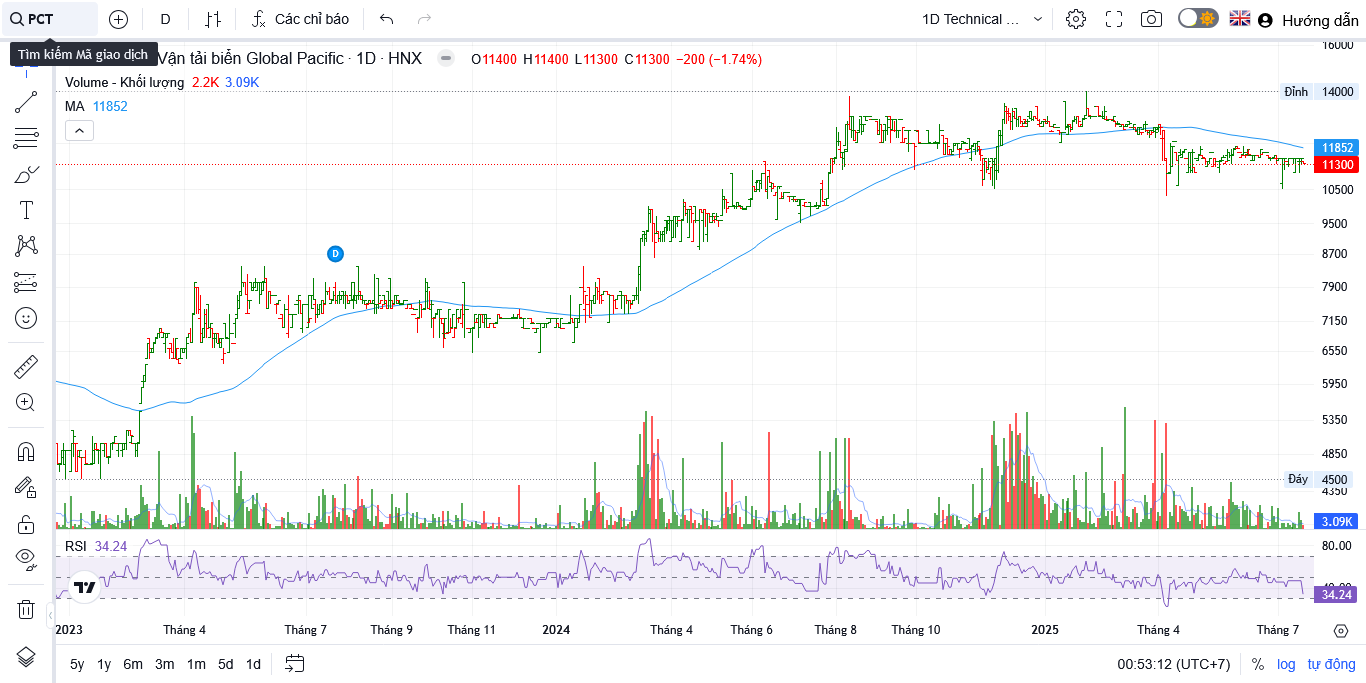 PCT
D
Các chỉ báo
1D Technical ...
Hướng dẫn
Tìm kiếm Mã giao dịch
Vận tải biển Global Pacific · 1D · HNX
O11400 H11400 L11300 C11300 −200 (−1.74%)
Volume - Khối lượng 2.2K 3.09K
MA 11852
D
16000
Đỉnh 14000
11852
11300
10500
9500
8700
7900
7150
6550
5950
5350
4850
Đáy 4500
4350
3.09K
RSI 34.24
80.00
40.00
34.24
2023 Tháng 4 Tháng 7 Tháng 9 Tháng 11 2024 Tháng 4 Tháng 6 Tháng 8 Tháng 10 2025 Tháng 4 Tháng 7
5y 1y 6m 3m 1m 5d 1d
00:53:12 (UTC+7) % log tự động